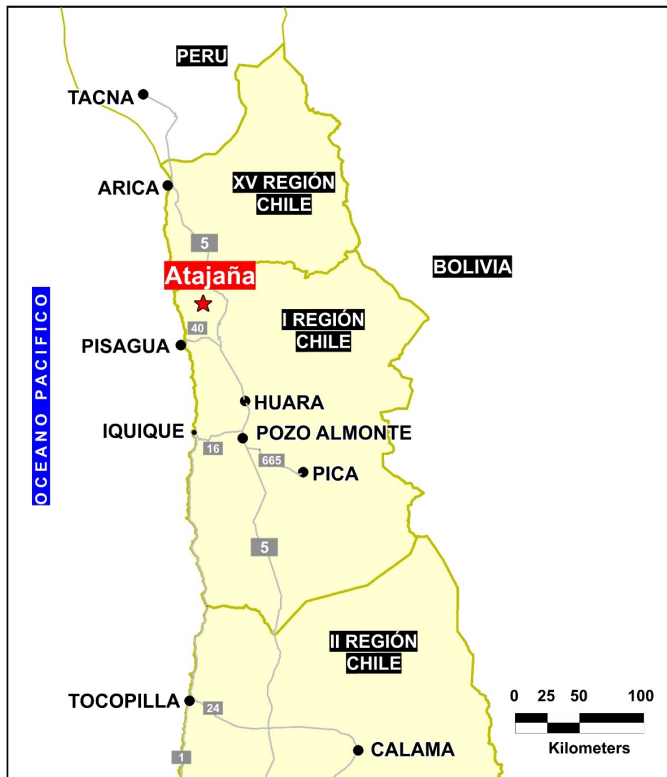 PERU
TACNA
ARICA
XV REGIÓN
CHILE
5
BOLIVIA
Atajaña
OCEANO PACIFICO
40
I REGIÓN
CHILE
PISAGUA
HUARA
IQUIQUE
POZO ALMONTE
16
665
PICA
5
II REGIÓN
CHILE
TOCOPILLA
24
0 25 50 100
Kilometers
CALAMA
1